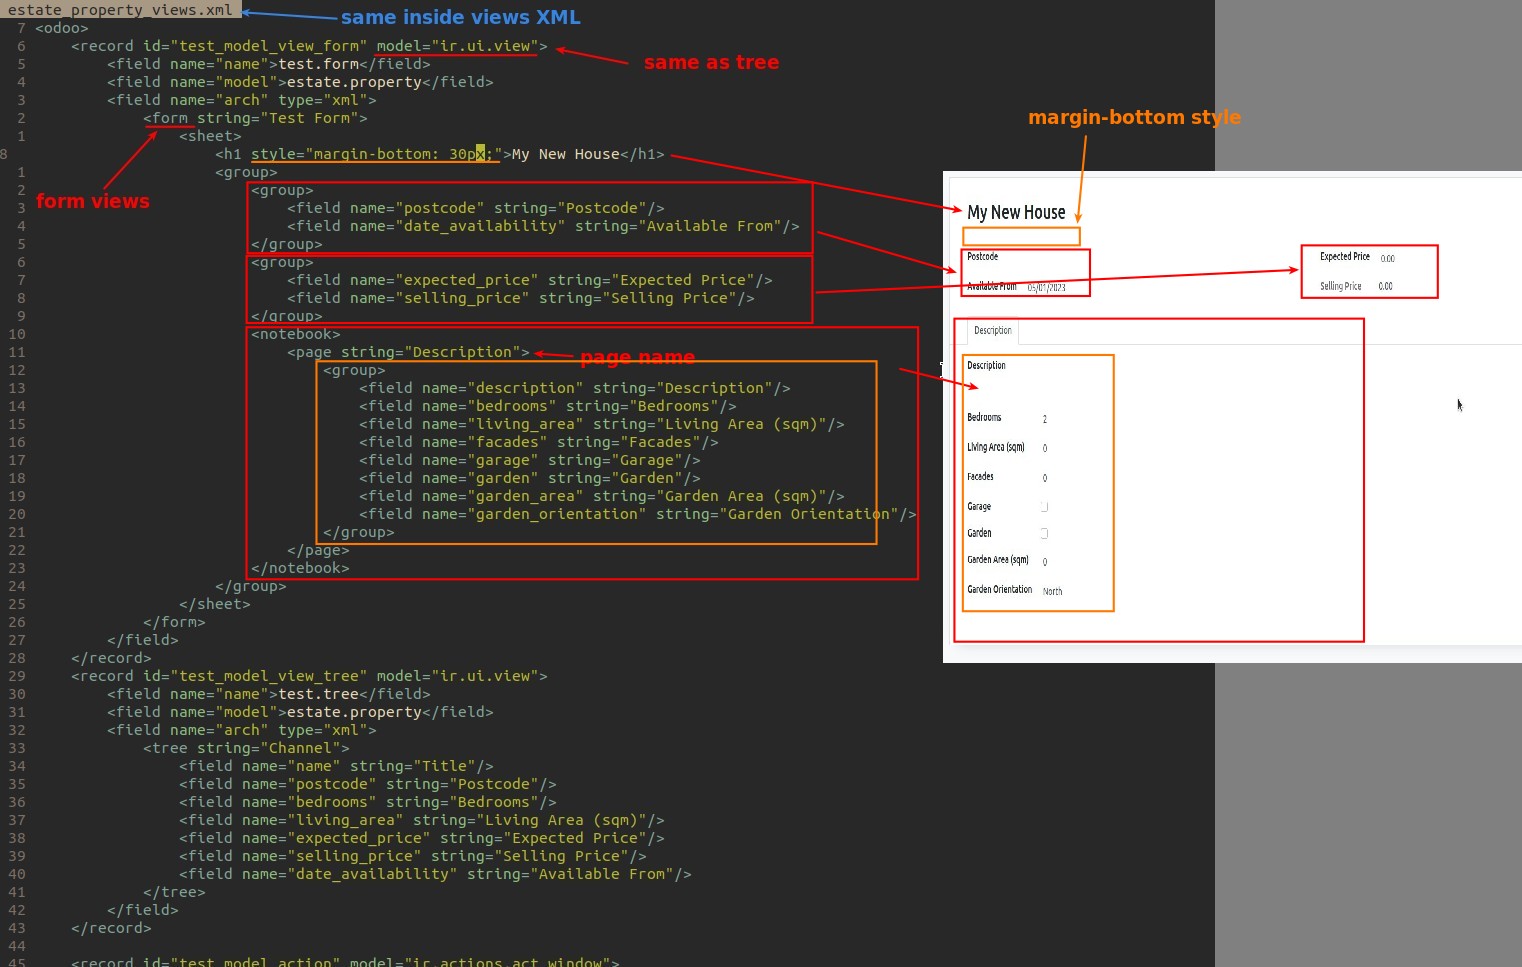 estate_property_views.xml
same inside views XML
7 <odoo>
6 <record id="test_model_view_form" model="ir.ui.view">
same as tree
5 <field name="name">test.form</field>
4 <field name="model">estate.property</field>
3 <field name="arch" type="xml">
2 <form string="Test Form">
margin-bottom style
1 <sheet>
8 <h1 style="margin-bottom: 30px;">My New House</h1>
1 <group>
form views
2 <group>
3 <field name="postcode" string="Postcode"/>
4 <field name="date_availability" string="Available From"/>
5 </group>
6 <group>
7 <field name="expected_price" string="Expected Price"/>
8 <field name="selling_price" string="Selling Price"/>
9 </group>
10 <notebook>
11 <page string="Description">
page name
12 <group>
13 <field name="description" string="Description"/>
14 <field name="bedrooms" string="Bedrooms"/>
15 <field name="living_area" string="Living Area (sqm)"/>
16 <field name="facades" string="Facades"/>
17 <field name="garage" string="Garage"/>
18 <field name="garden" string="Garden"/>
19 <field name="garden_area" string="Garden Area (sqm)"/>
20 <field name="garden_orientation" string="Garden Orientation"/>
21 </group>
22 </page>
23 </notebook>
24 </group>
25 </sheet>
26 </form>
27 </field>
28 </record>
29 <record id="test_model_view_tree" model="ir.ui.view">
30 <field name="name">test.tree</field>
31 <field name="model">estate.property</field>
32 <field name="arch" type="xml">
33 <tree string="Channel">
34 <field name="name" string="Title"/>
35 <field name="postcode" string="Postcode"/>
36 <field name="bedrooms" string="Bedrooms"/>
37 <field name="living_area" string="Living Area (sqm)"/>
38 <field name="expected_price" string="Expected Price"/>
39 <field name="selling_price" string="Selling Price"/>
40 <field name="date_availability" string="Available From"/>
41 </tree>
42 </field>
43 </record>
44
45 <record id="test_model_action" model="ir.actions.act_window">
My New House
Postcode
Available From 05/01/2023
Expected Price 0.00
Selling Price 0.00
Description
Description
Bedrooms 2
Living Area (sqm) 0
Facades 0
Garage
Garden
Garden Area (sqm) 0
Garden Orientation North